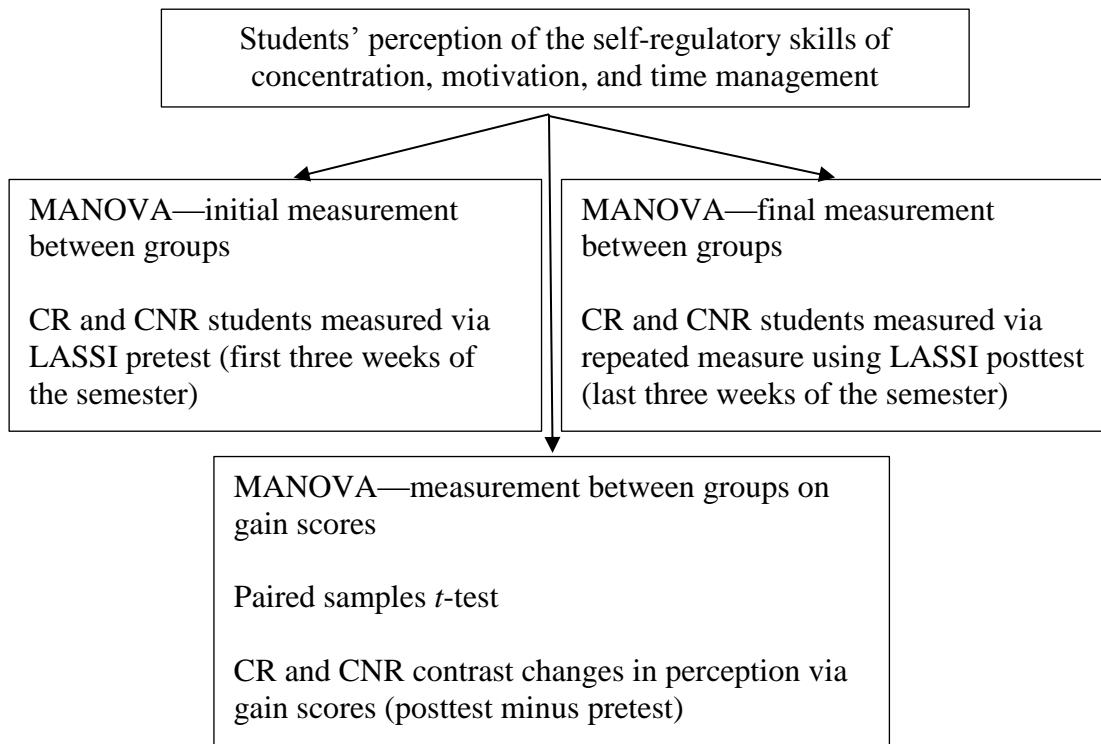 Students’ perception of the self-regulatory skills of
concentration, motivation, and time management
MANOVA—initial measurement
between groups
CR and CNR students measured via
LASSI pretest (first three weeks of
the semester)
MANOVA—final measurement
between groups
CR and CNR students measured via
repeated measure using LASSI posttest
(last three weeks of the semester)
MANOVA—measurement between groups on
gain scores
Paired samples t-test
CR and CNR contrast changes in perception via
gain scores (posttest minus pretest)